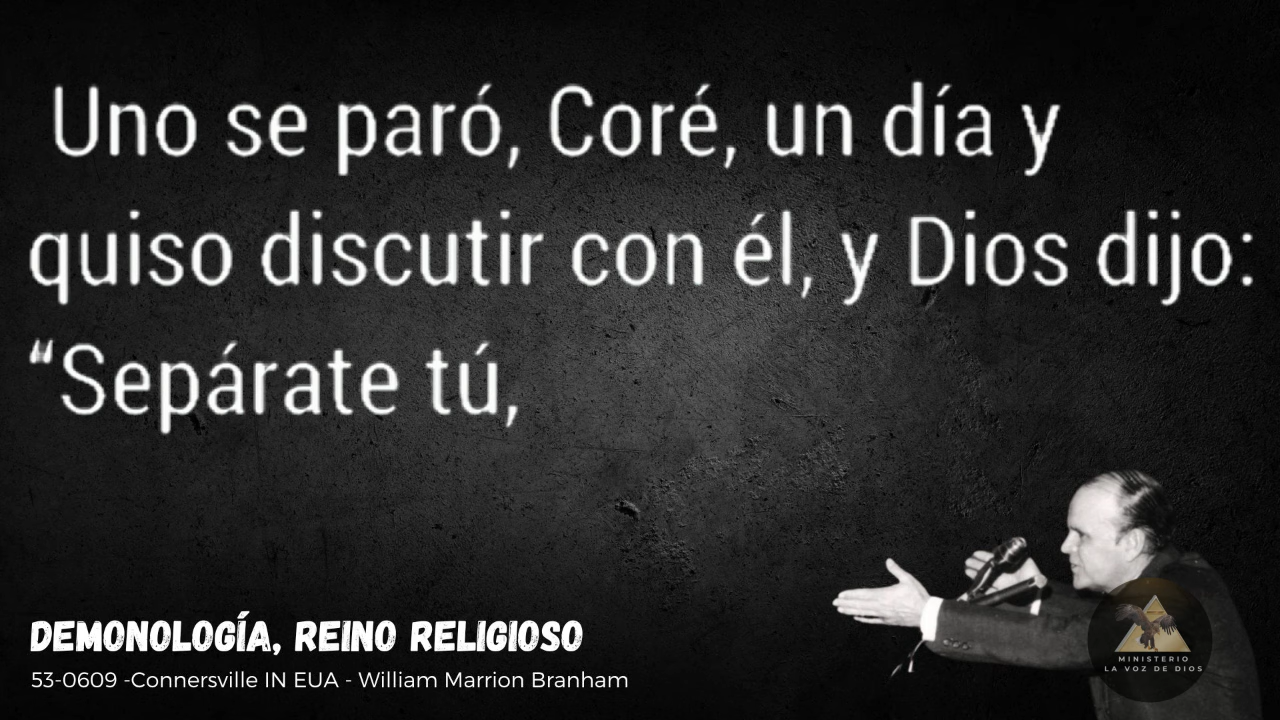 Uno se paró, Coré, un día y
quiso discutir con él, y Dios dijo:
“Sepárate tú,
DEMONOLOGÍA, REINO RELIGIOSO
53-0609 -Connersville IN EUA - William Marrion Branham
MINISTERIO
LA VOZ DE DIOS